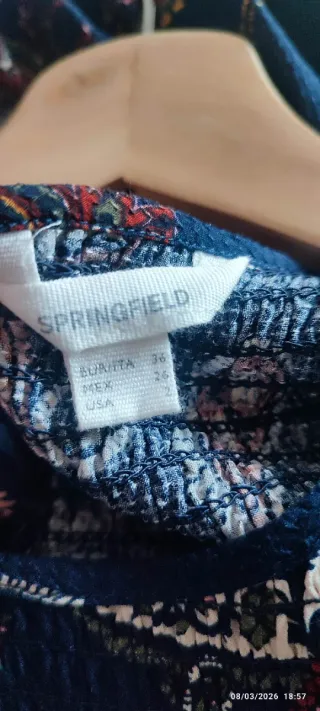 SPRINGFIELD
EUR/ITA 36
MEX 26
USA
08/03/2026 18:57